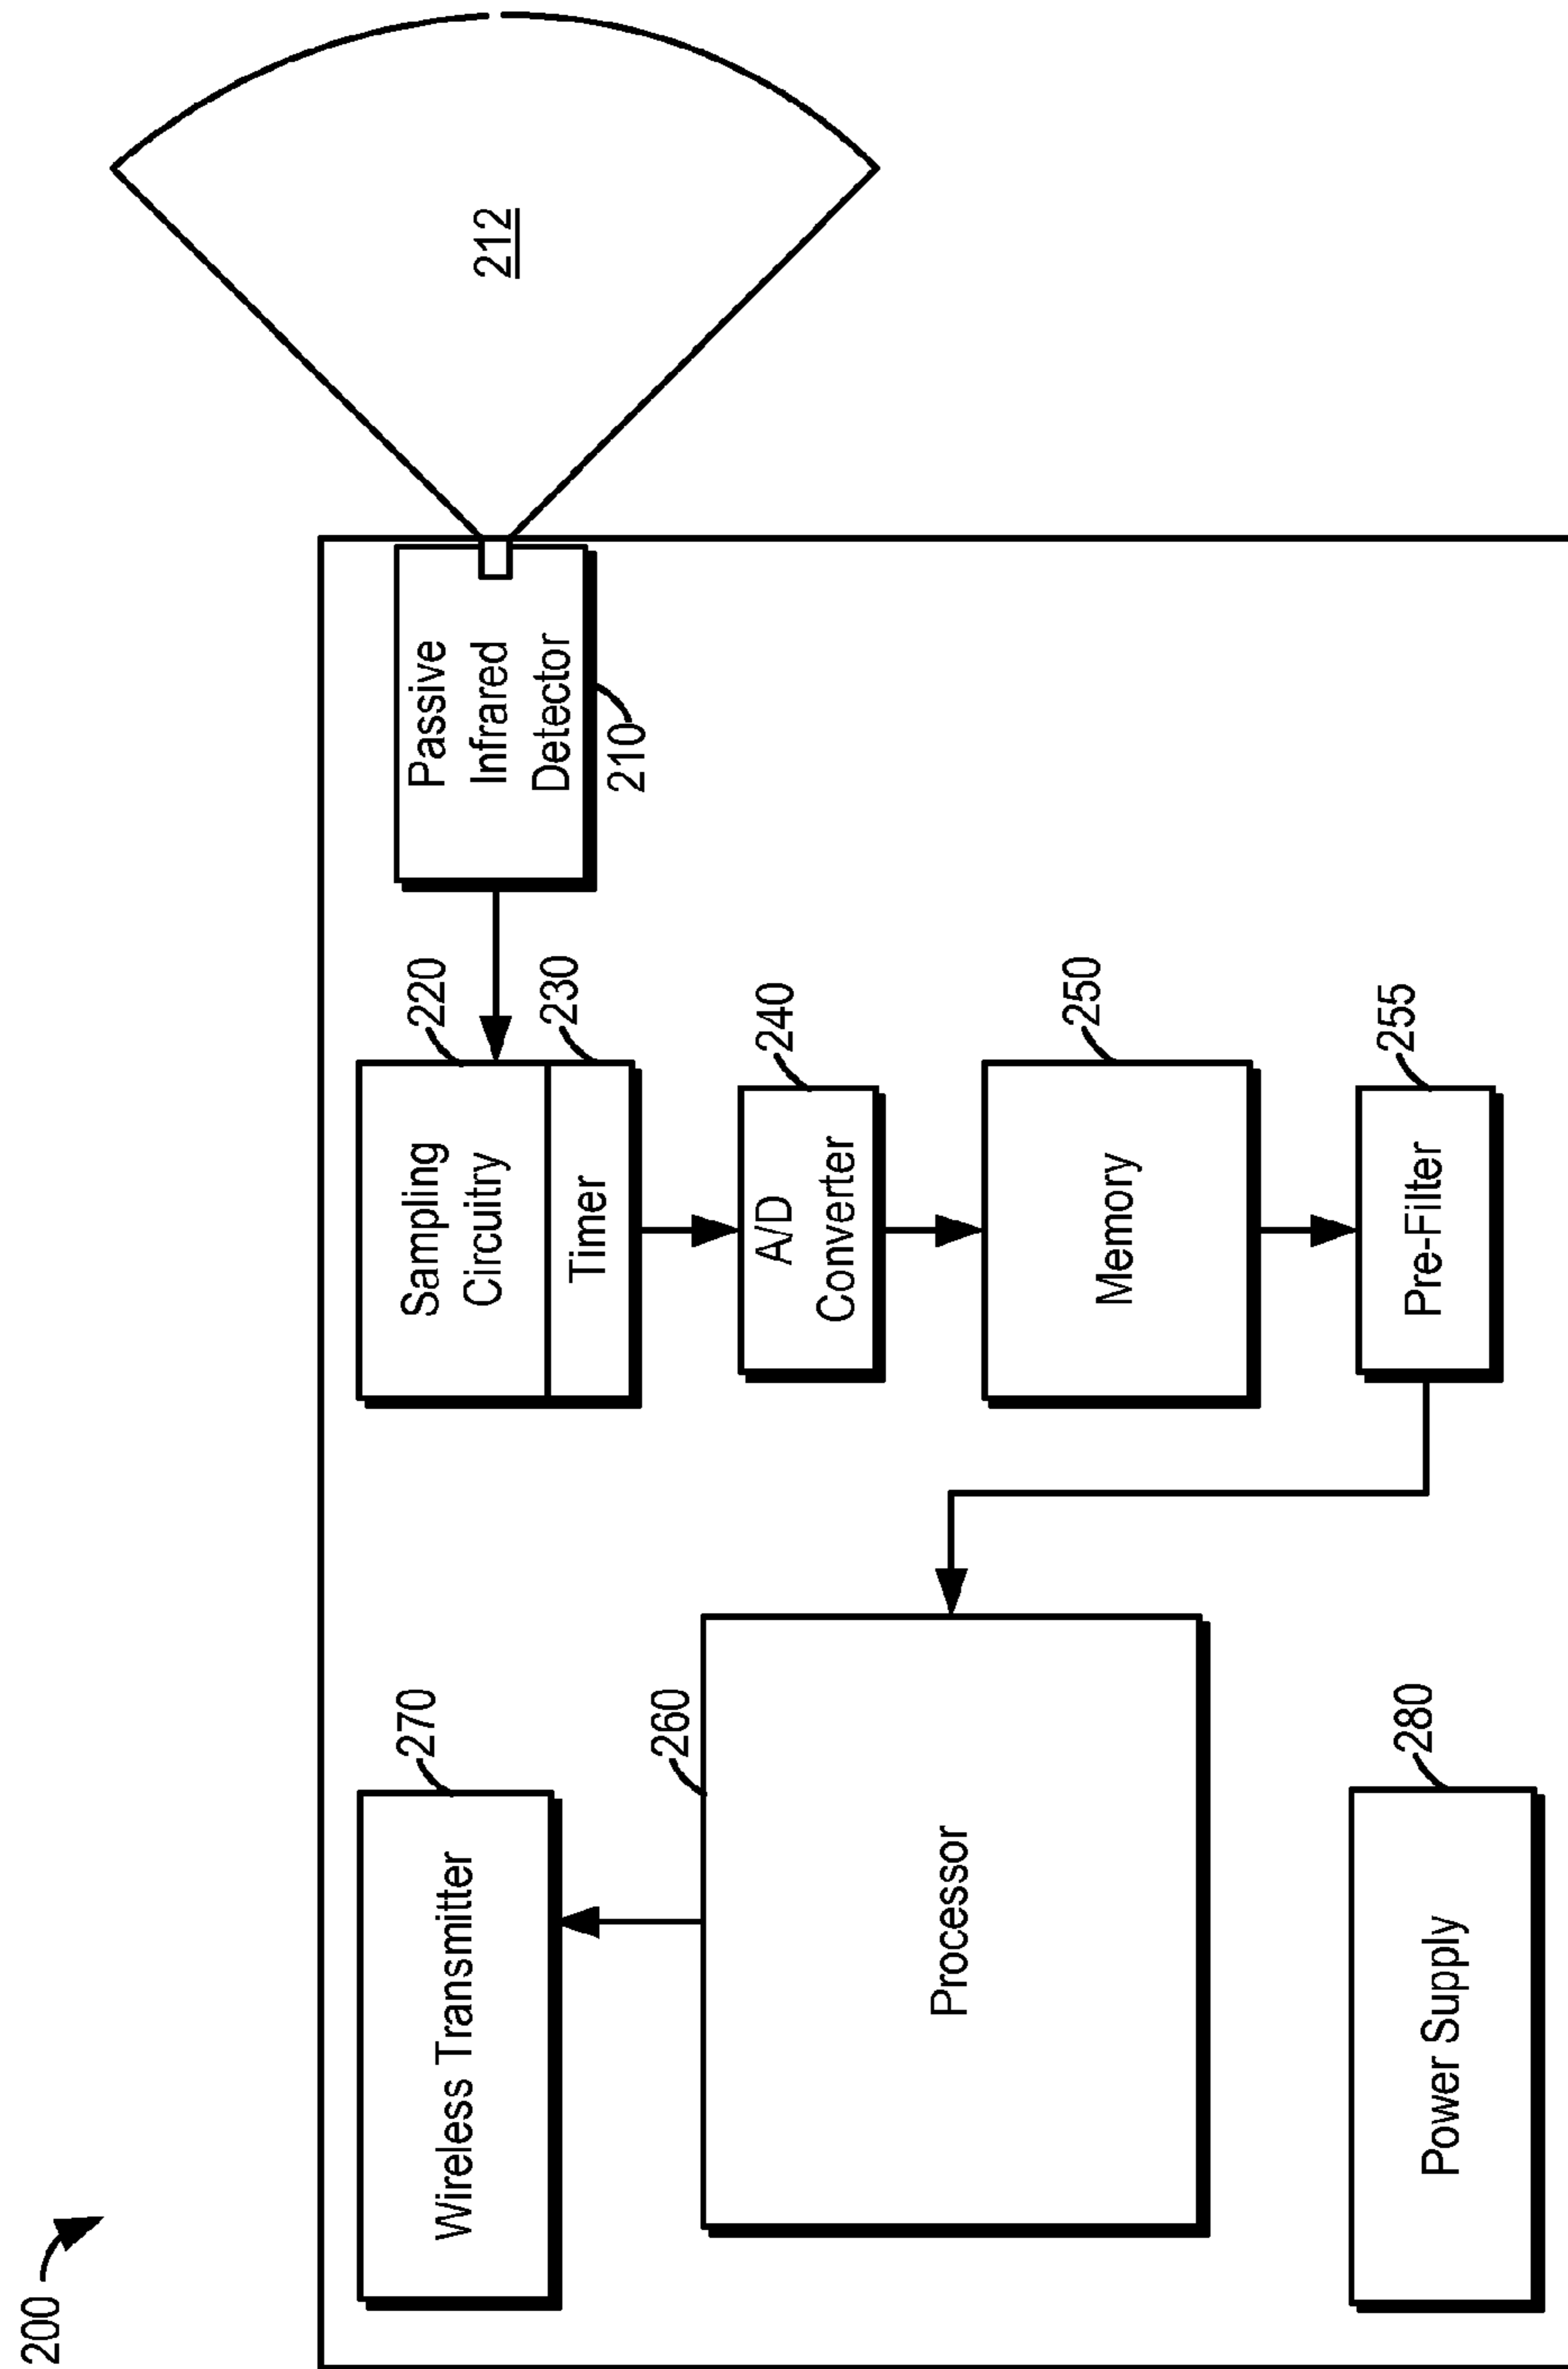 200
Wireless Transmitter
270
Sampling
Circuitry
220
Timer
230
Passive
Infrared
Detector
210
212
Processor
260
A/D
Converter
240
Memory
250
Power Supply
280
Pre-Filter
255